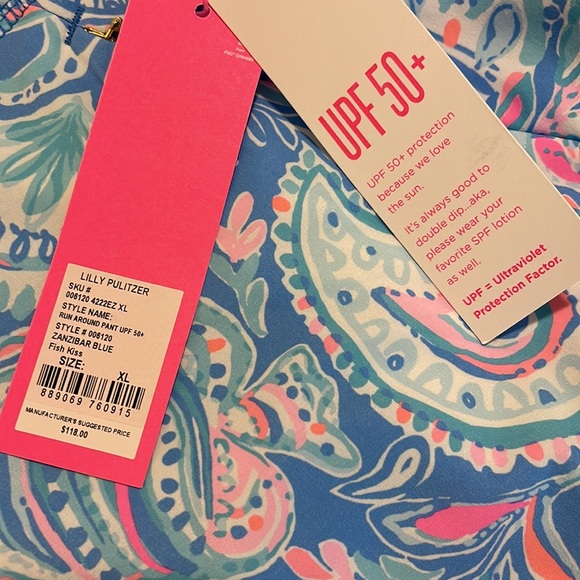 LILLY PULITZER
SKU #
006120 4222EZ XL
STYLE NAME:
RUN AROUND PANT UPF 50+
STYLE # 006120
ZANZIBAR BLUE
Fish Kiss
SIZE: XL
889069 760915
MANUFACTURER'S SUGGESTED PRICE
$118.00
UPF 50+
UPF 50+ protection
because we love
the sun.
It's always good to
double dip...aka,
please wear your
favorite SPF lotion
as well.
UPF = Ultraviolet
Protection Factor.